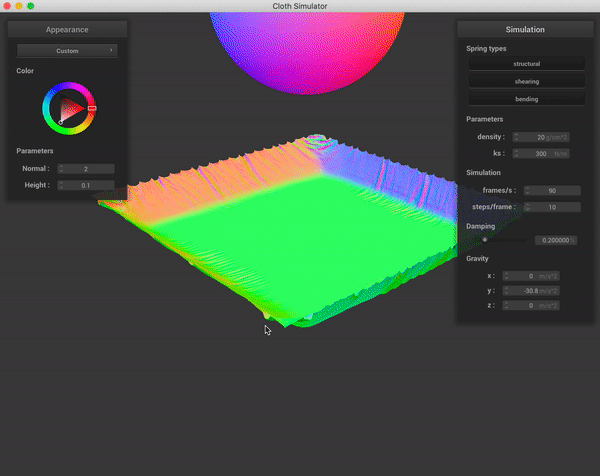 Cloth Simulator
Appearance
Custom
Color
Parameters
Normal : 2
Height : 0.1
Simulation
Spring types
structural
shearing
bending
Parameters
density : 20 g/cm^2
ks : 300 N/m
Simulation
frames/s : 90
steps/frame : 10
Damping
0.200000 %
Gravity
x : 0 m/s^2
y : -30.8 m/s^2
z : 0 m/s^2